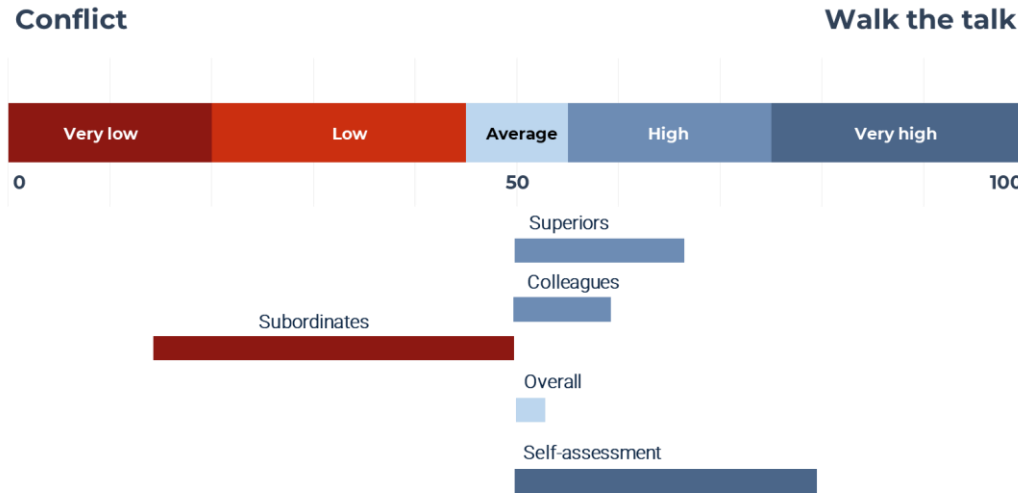 Conflict Walk the talk
Very low Low Average High Very high
0 50 100
Superiors
Colleagues
Subordinates
Overall
Self-assessment